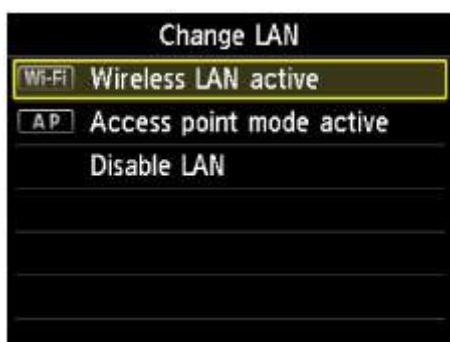 Change LAN
Wi-Fi Wireless LAN active
AP Access point mode active
Disable LAN